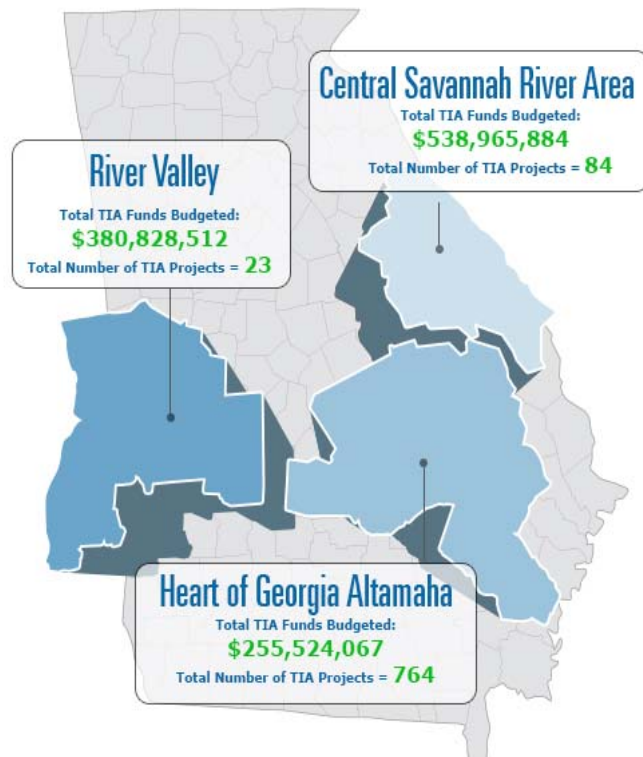 Central Savannah River Area
Total TIA Funds Budgeted:
$538,965,884
Total Number of TIA Projects = 84
River Valley
Total TIA Funds Budgeted:
$380,828,512
Total Number of TIA Projects = 23
Heart of Georgia Altamaha
Total TIA Funds Budgeted:
$255,524,067
Total Number of TIA Projects = 764